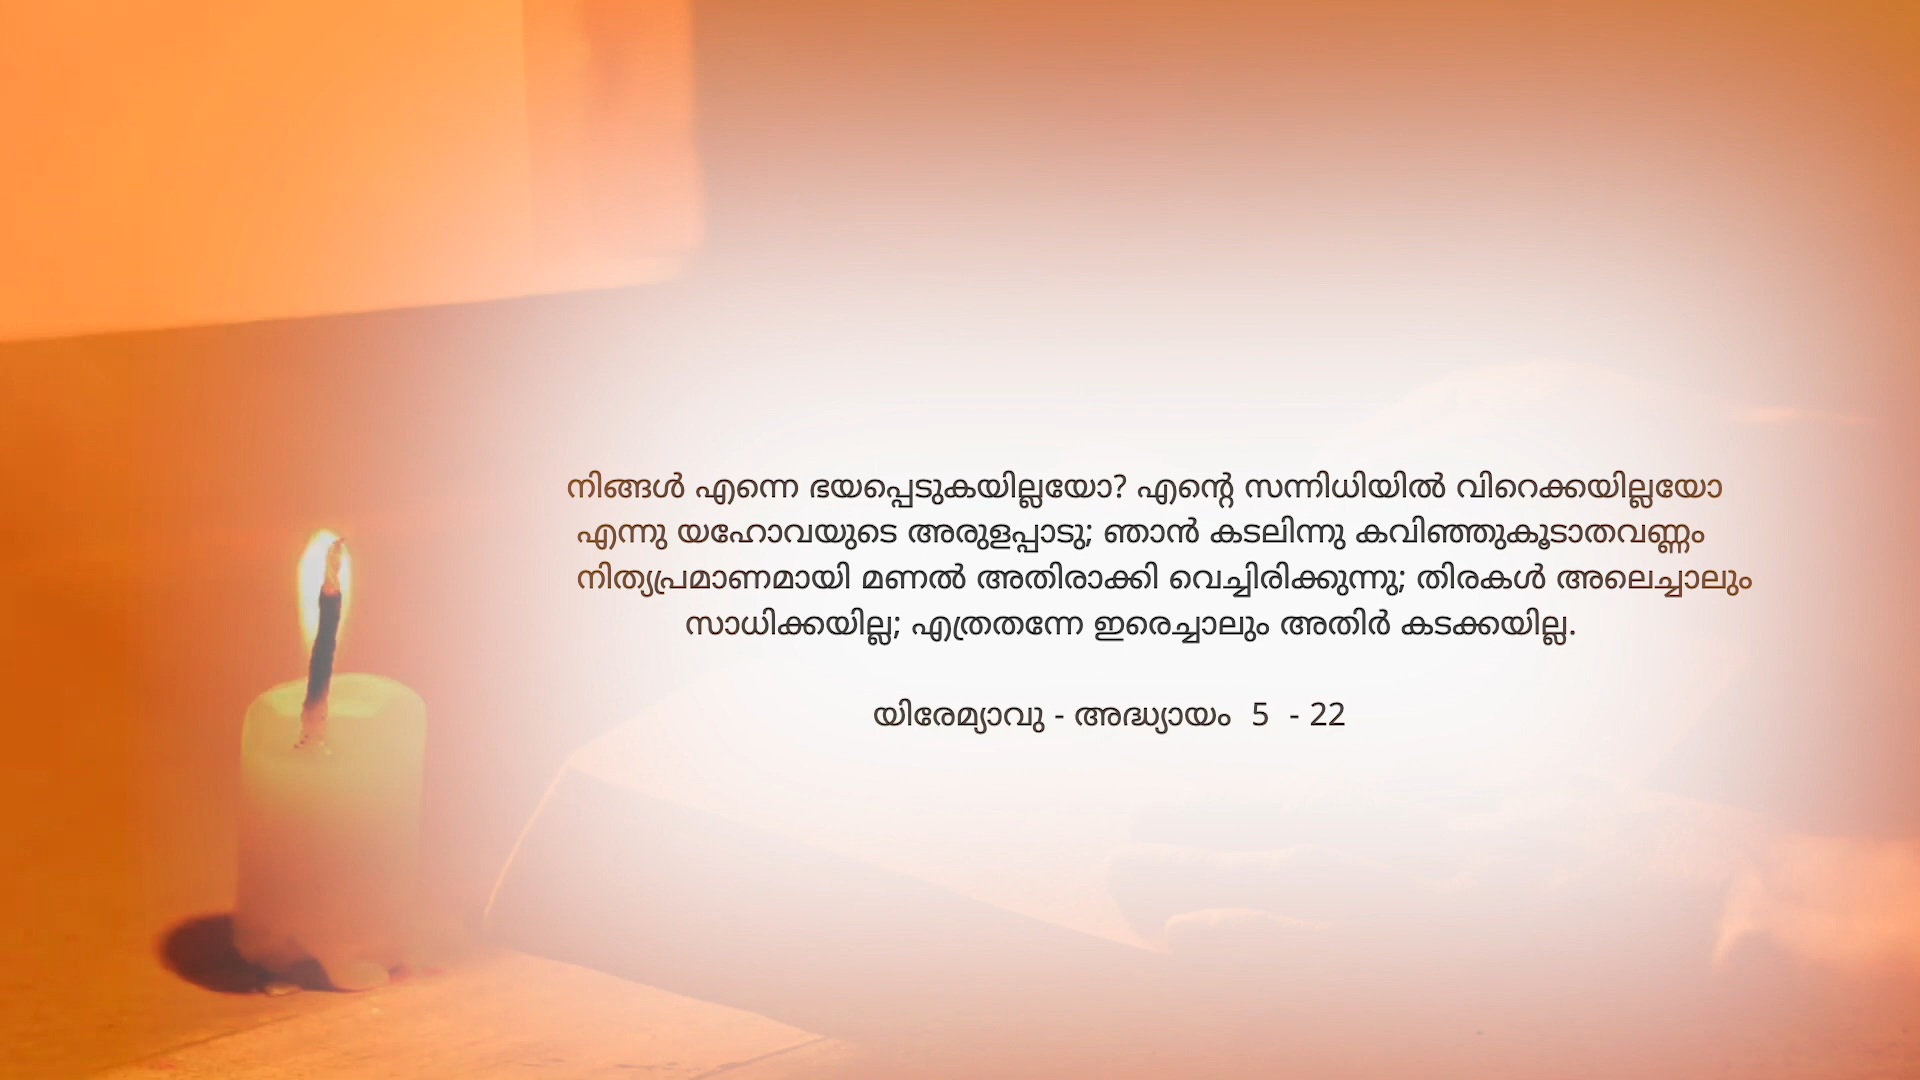 നിങ്ങൾ എന്നെ ഭയപ്പെടുകയില്ലയോ? എന്റെ സന്നിധിയിൽ വിറെക്കയില്ലയോ
എന്നു യഹോവയുടെ അരുളപ്പാടു; ഞാൻ കടലിന്നു കവിഞ്ഞുകൂടാതവണ്ണം
നിത്യപ്രമാണമായി മണൽ അതിരാക്കി വെച്ചിരിക്കുന്നു; തിരകൾ അലെച്ചാലും
സാധിക്കയില്ല; എത്രതന്നേ ഇരെച്ചാലും അതിർ കടക്കയില്ല.
യിരേമ്യാവു - അദ്ധ്യായം 5 - 22